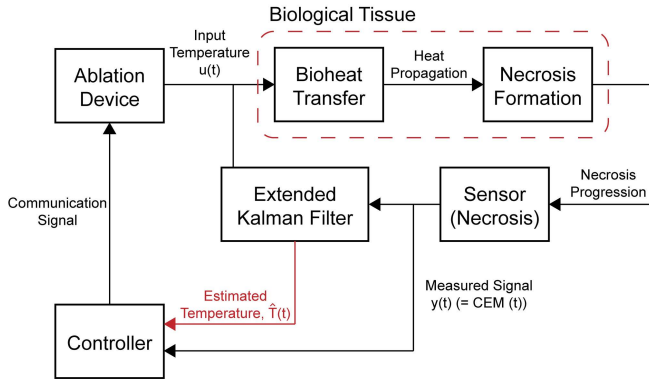 Biological Tissue
Input
Temperature
u(t)
Ablation
Device
Bioheat
Transfer
Heat
Propagation
Necrosis
Formation
Necrosis
Progression
Extended
Kalman Filter
Sensor
(Necrosis)
Communication
Signal
Measured Signal
y(t) (= CEM (t))
Estimated
Temperature, T̂(t)
Controller